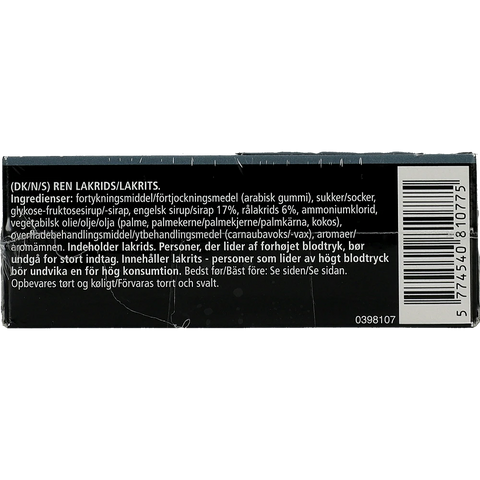 (DK/N/S) REN LAKRIDS/LAKRITS.
Ingredienser: fortykningsmiddel/förtjockningsmedel (arabisk gummi), sukker/socker,
glykose-fruktosesirup/-sirap, engelsk sirup/sirap 17%, rålakrids 6%, ammoniumklorid,
vegetabilsk olie/olje/olja (palme, palmekerne/palmekjerne/palmkärna, kokos),
overfladebehandlingsmiddel/ytbehandlingsmedel (carnaubavoks/-vax), aromaer/
aromämnen. Indeholder lakrids. Personer, der lider af forhøjet blodtryk, bør
undgå for stort indtag. Innehåller lakrits - personer som lider av högt blodtryck
bör undvika en för hög konsumtion. Bedst før/Bäst före: Se siden/Se sidan.
Opbevares tørt og køligt/Förvaras torrt och svalt.
5 774540 810775
0398107